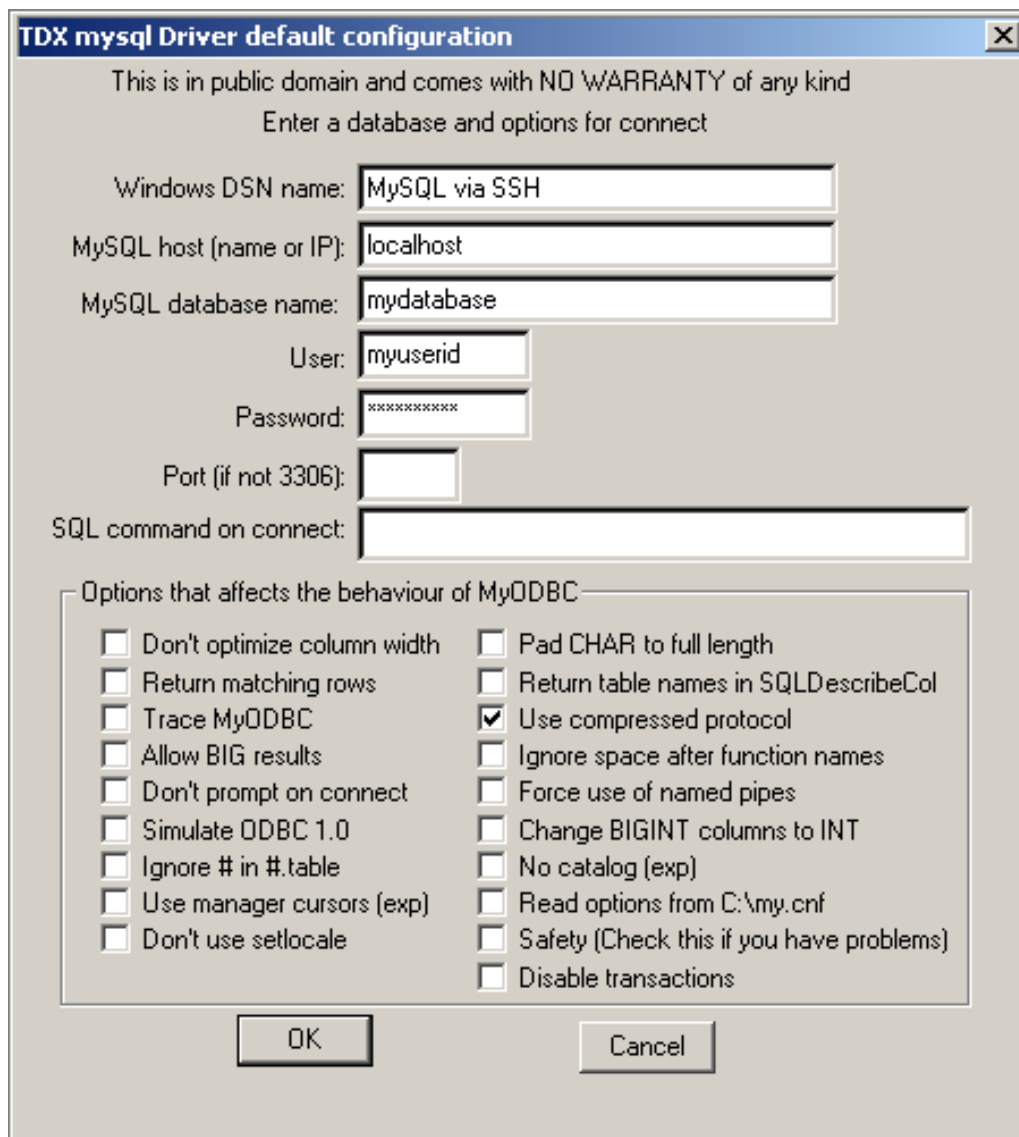 TDX mysql Driver default configuration
This is in public domain and comes with NO WARRANTY of any kind
Enter a database and options for connect
Windows DSN name: MySQL via SSH
MySQL host (name or IP): localhost
MySQL database name: mydatabase
User: myuserid
Password: **********
Port (if not 3306):
SQL command on connect:
Options that affects the behaviour of MyODBC
Don't optimize column width
Return matching rows
Trace MyODBC
Allow BIG results
Don't prompt on connect
Simulate ODBC 1.0
Ignore # in #.table
Use manager cursors (exp)
Don't use setlocale
Pad CHAR to full length
Return table names in SQLDescribeCol
Use compressed protocol
Ignore space after function names
Force use of named pipes
Change BIGINT columns to INT
No catalog (exp)
Read options from C:\my.cnf
Safety (Check this if you have problems)
Disable transactions
OK
Cancel